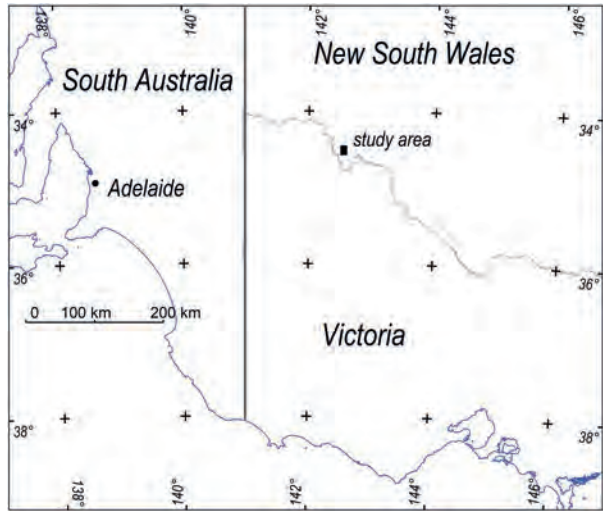 138° 140° 142° 144° 146°
New South Wales
South Australia
34° 34°
study area
Adelaide
36° 36°
0 100 km 200 km
Victoria
38° 38°
138° 140° 142° 144° 146°